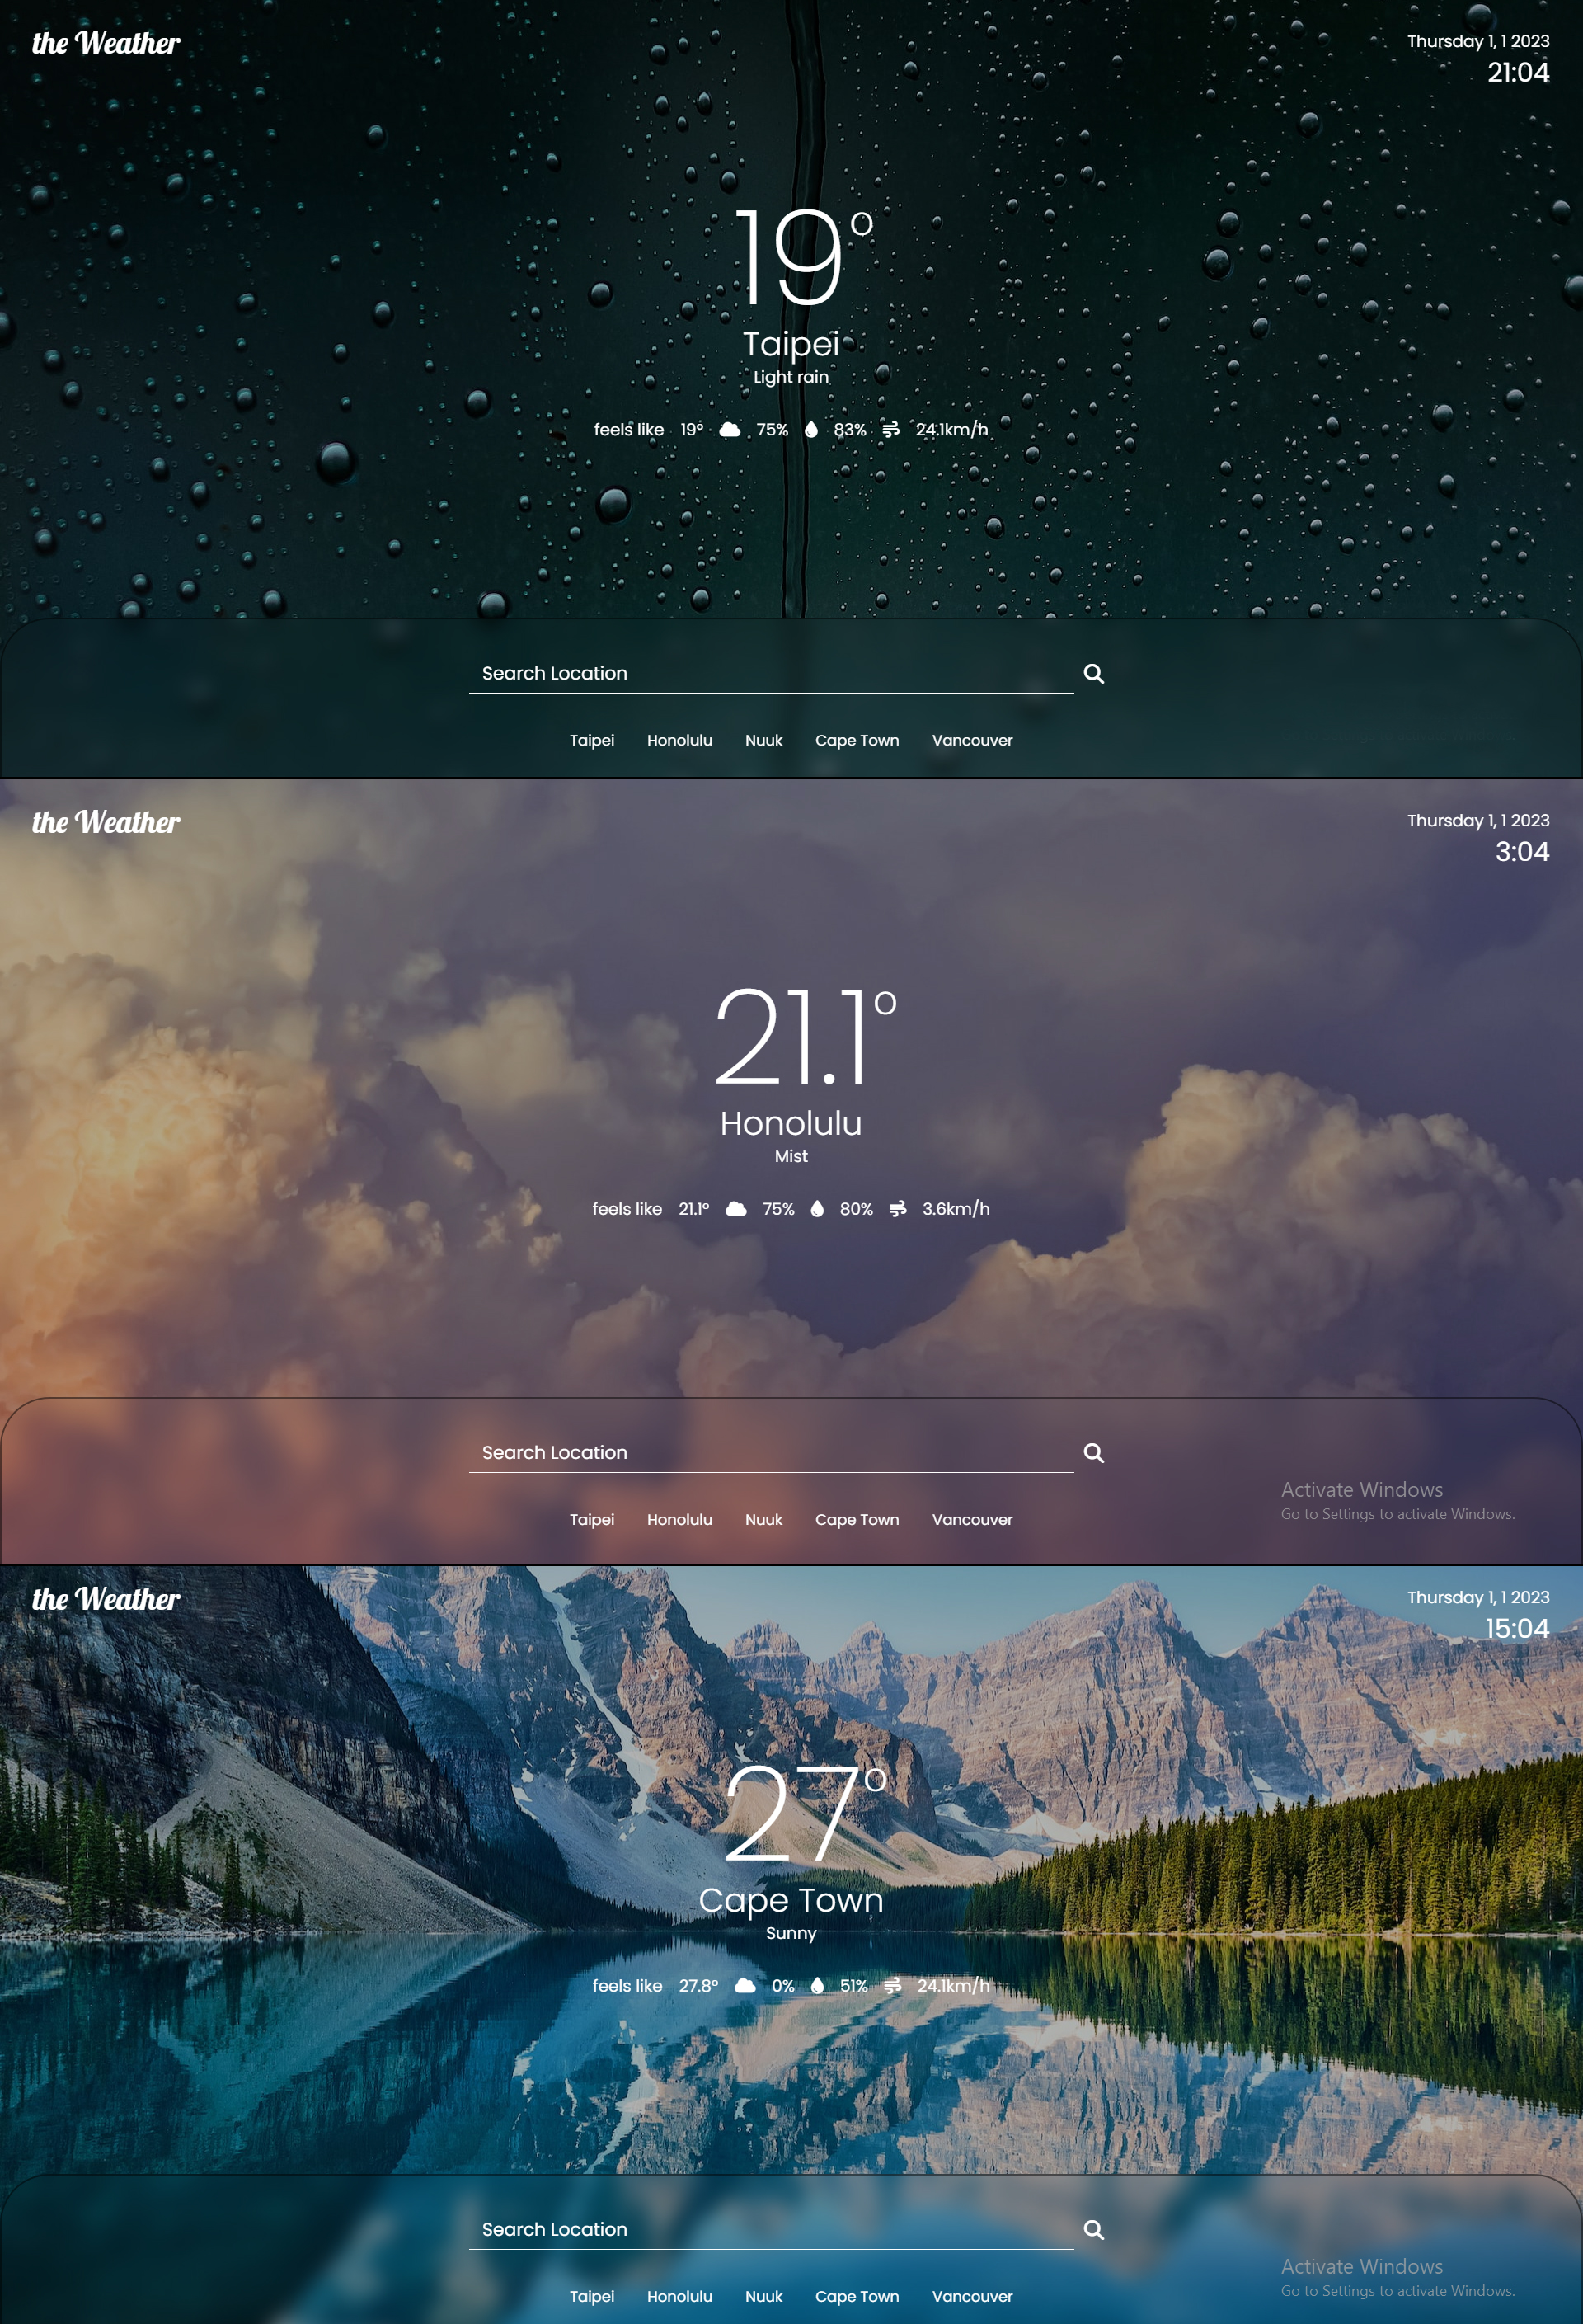 the Weather
Thursday 1, 1 2023
21:04
19°
Taipei
Light rain
feels like 19° 75% 83% 24.1km/h
Search Location
Taipei Honolulu Nuuk Cape Town Vancouver
the Weather
Thursday 1, 1 2023
3:04
21.1°
Honolulu
Mist
feels like 21.1° 75% 80% 3.6km/h
Search Location
Activate Windows
Go to Settings to activate Windows.
Taipei Honolulu Nuuk Cape Town Vancouver
the Weather
Thursday 1, 1 2023
15:04
27°
Cape Town
Sunny
feels like 27.8° 0% 51% 24.1km/h
Search Location
Activate Windows
Go to Settings to activate Windows.
Taipei Honolulu Nuuk Cape Town Vancouver